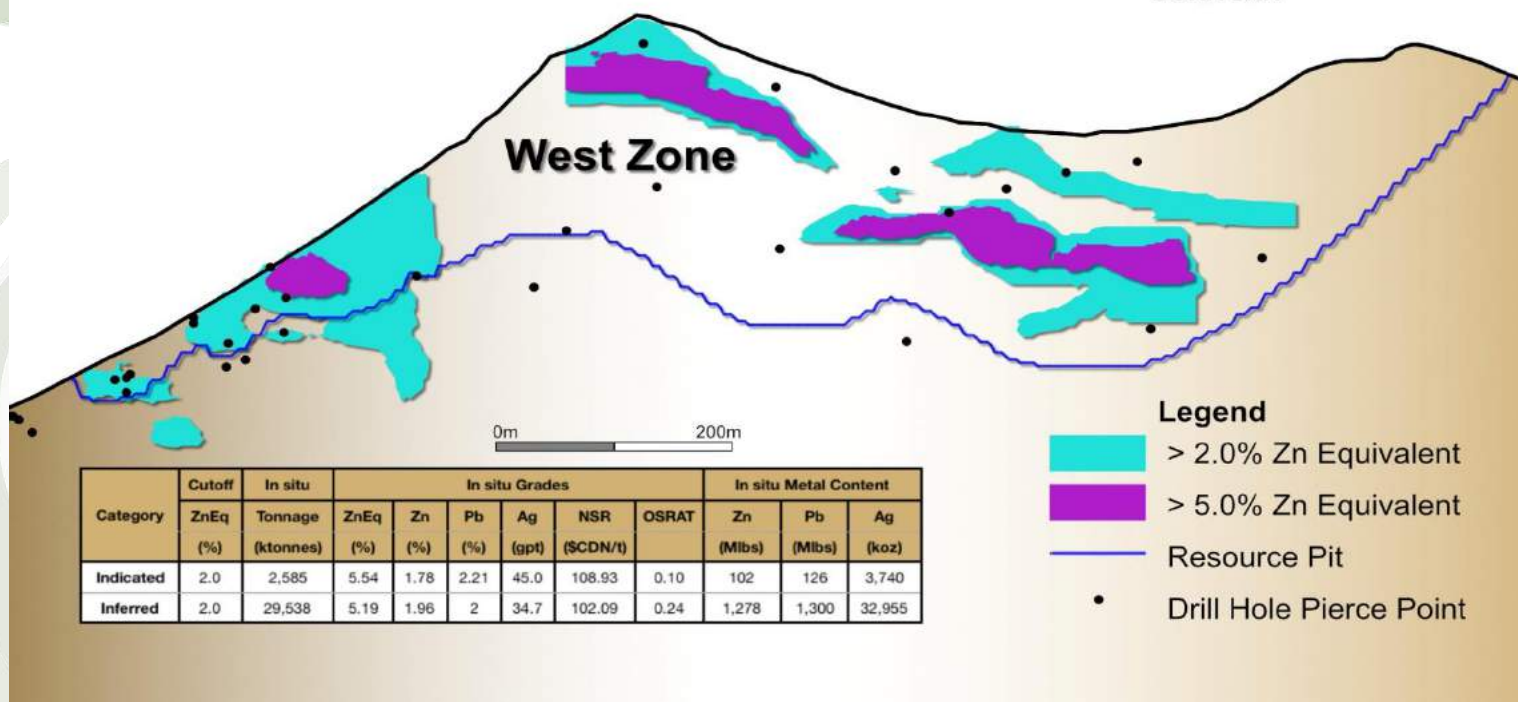 West Zone
0m 200m
Legend
> 2.0% Zn Equivalent
> 5.0% Zn Equivalent
Resource Pit
Drill Hole Pierce Point
Category Cutoff In situ In situ Grades In situ Metal Content
ZnEq Tonnage ZnEq Zn Pb Ag NSR OSRAT Zn Pb Ag
(%) (ktonnes) (%) (%) (%) (gpt) ($CDN/t) (Mlbs) (Mlbs) (koz)
Indicated 2.0 2,585 5.54 1.78 2.21 45.0 108.93 0.10 102 126 3,740
Inferred 2.0 29,538 5.19 1.96 2 34.7 102.09 0.24 1,278 1,300 32,955